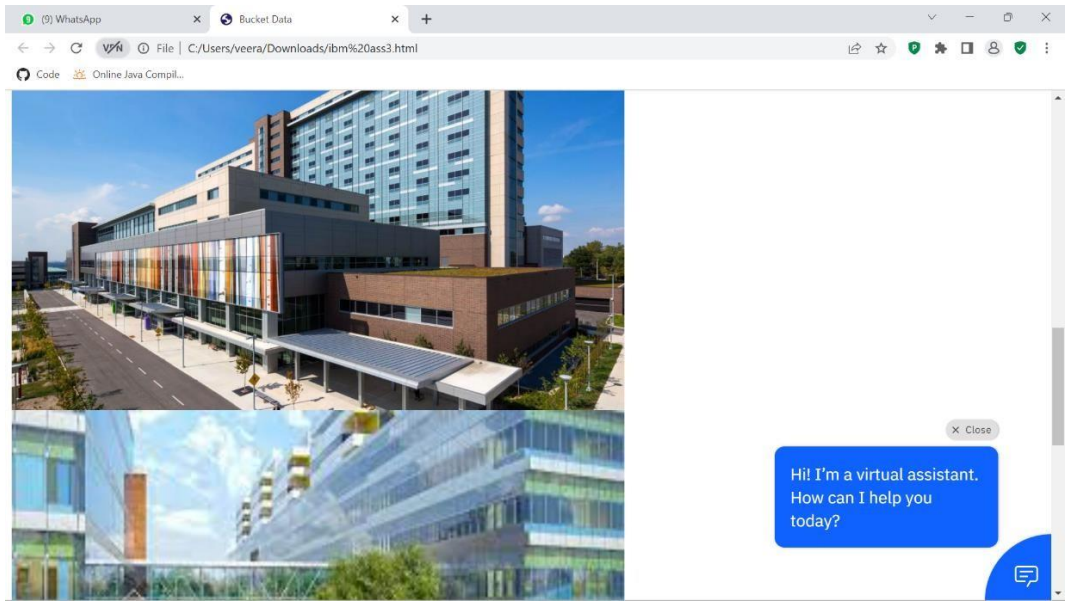 (9) WhatsApp
Bucket Data
VPN
File | C:/Users/veera/Downloads/ibm%20ass3.html
Code
Online Java Compil...
× Close
Hi! I'm a virtual assistant.
How can I help you
today?